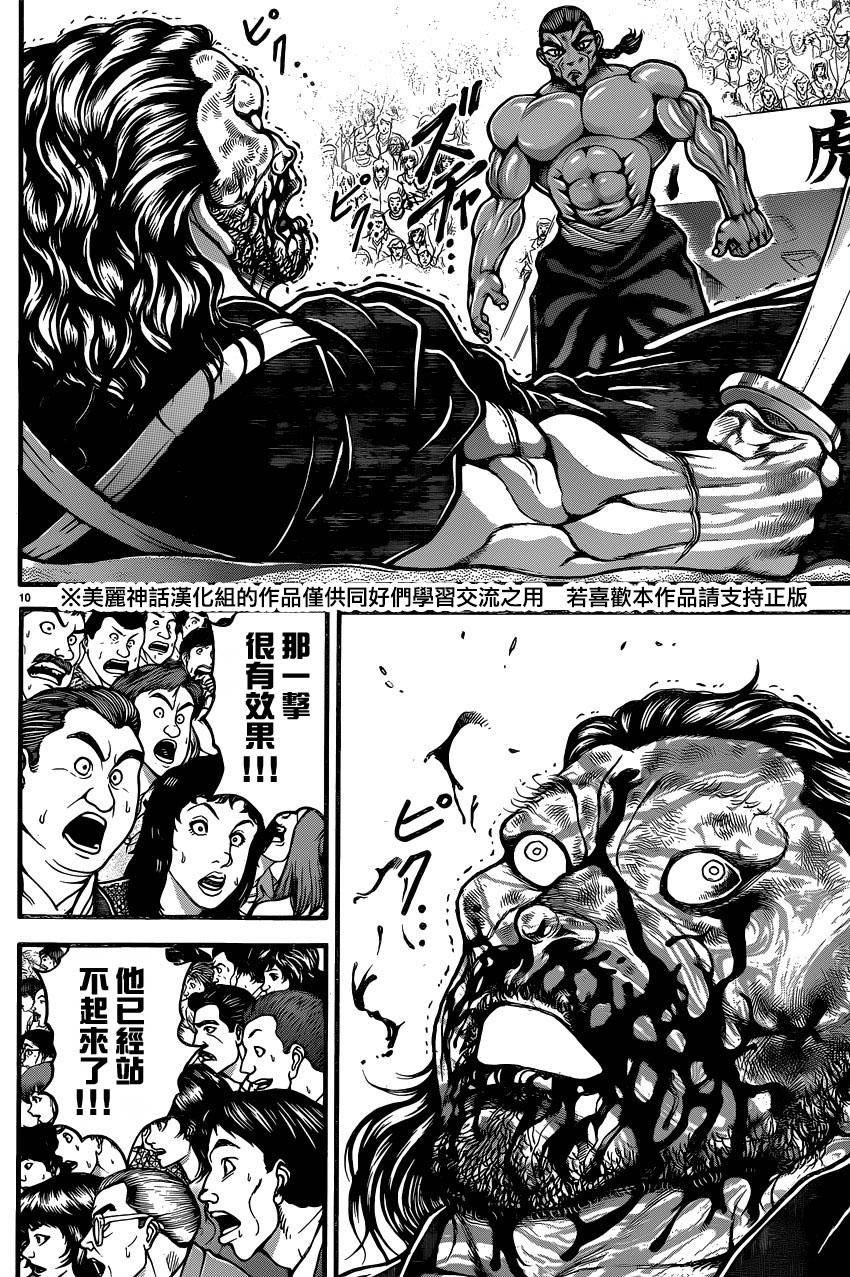 ピク…
ズチャ…
ピク…
虎
10
※美麗神話漢化組的作品僅供同好們學習交流之用　若喜歡本作品請支持正版
那一擊
很有效果!!!
ピク…
他已經站
不起來了!!!